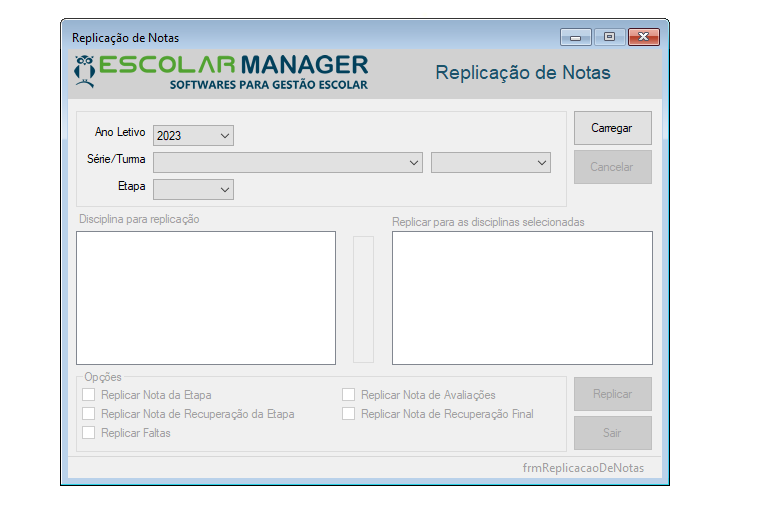 Replicação de Notas
ESCOLAR MANAGER
SOFTWARES PARA GESTÃO ESCOLAR
Replicação de Notas
Ano Letivo 2023
Carregar
Série/Turma
Cancelar
Etapa
Disciplina para replicação
Replicar para as disciplinas selecionadas
Opções
Replicar Nota da Etapa
Replicar Nota de Avaliações
Replicar
Replicar Nota de Recuperação da Etapa
Replicar Nota de Recuperação Final
Replicar Faltas
Sair
frmReplicacaoDeNotas